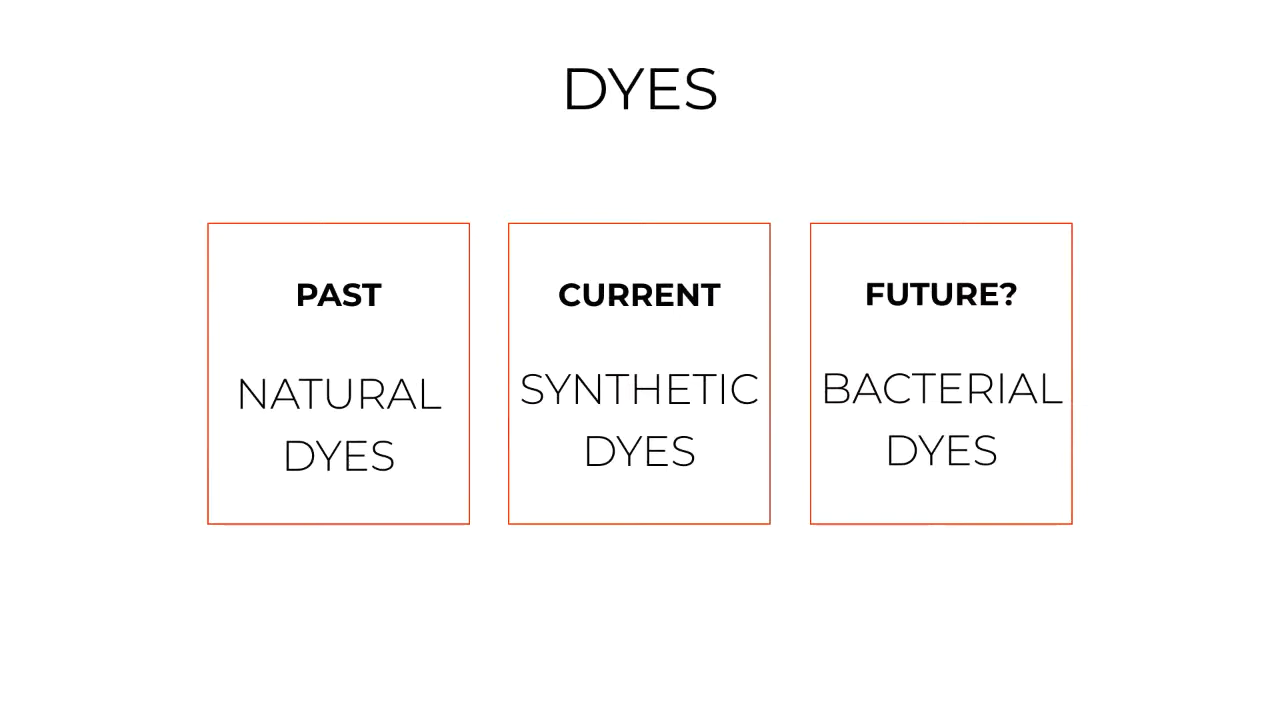 DYES
PAST
NATURAL
DYES
CURRENT
SYNTHETIC
DYES
FUTURE?
BACTERIAL
DYES